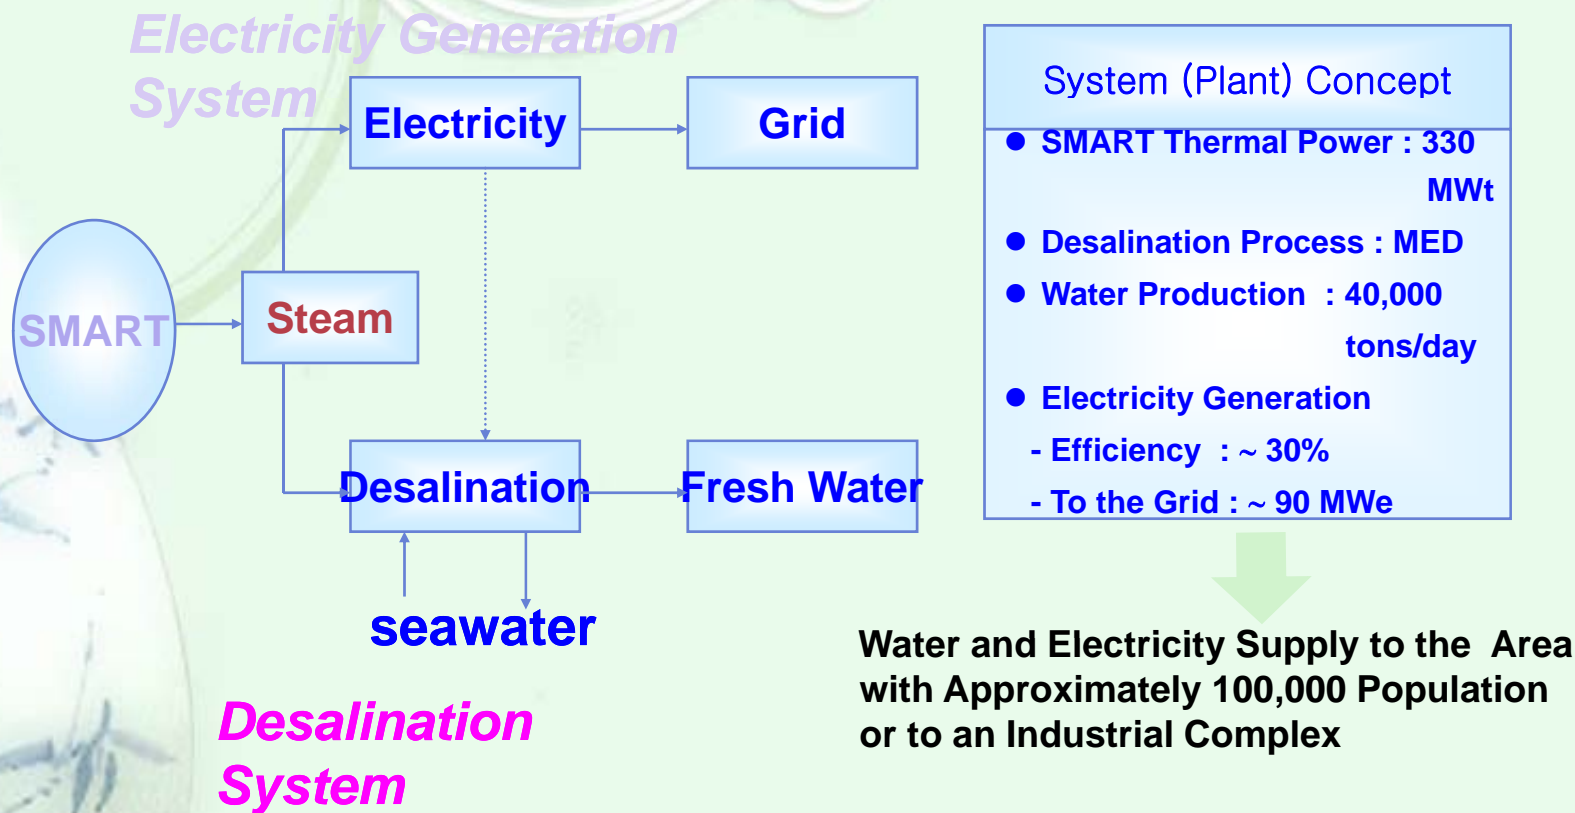 Electricity Generation
System
Electricity
Grid
SMART
Steam
Desalination
Fresh Water
seawater
Desalination
System
System (Plant) Concept
● SMART Thermal Power : 330
MWt
● Desalination Process : MED
● Water Production : 40,000
tons/day
● Electricity Generation
- Efficiency : ~ 30%
- To the Grid : ~ 90 MWe
Water and Electricity Supply to the Area
with Approximately 100,000 Population
or to an Industrial Complex